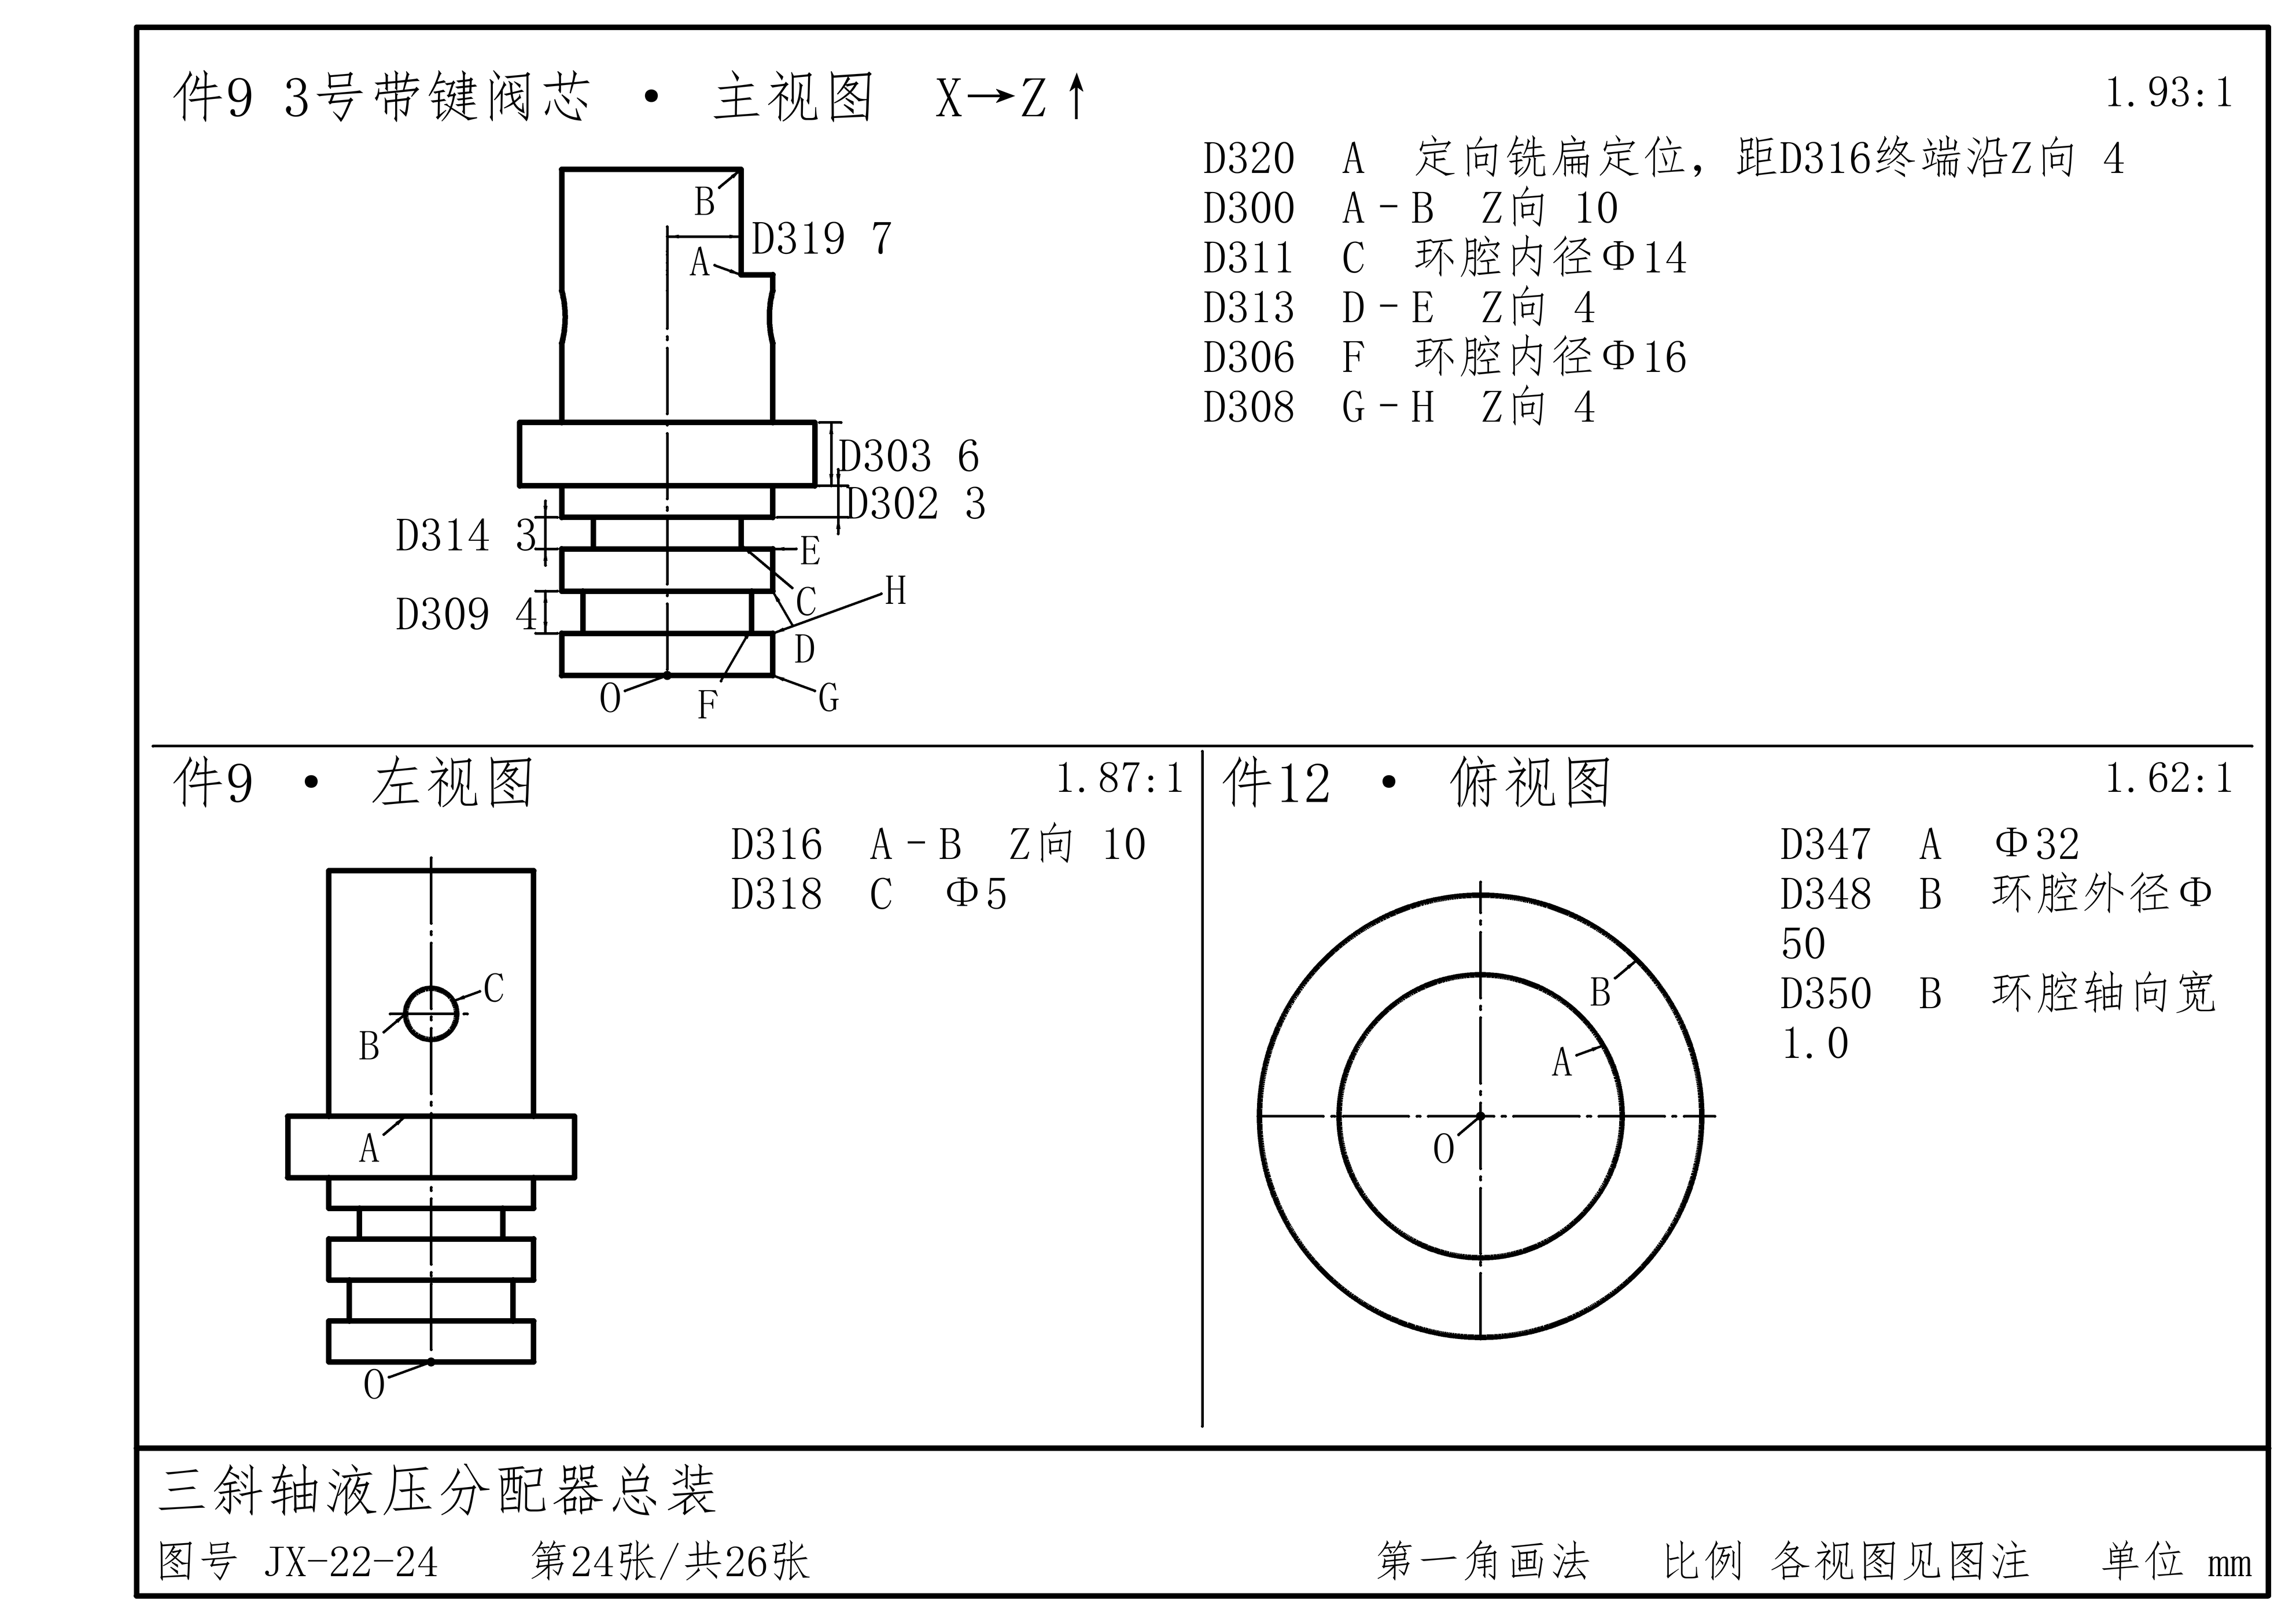 件9 3号带键阀芯 • 主视图 X→Z↑
1.93:1
D320 A 定向铣扁定位，距D316终端沿Z向 4
D300 A-B Z向 10
D311 C 环腔内径Φ14
D313 D-E Z向 4
D306 F 环腔内径Φ16
D308 G-H Z向 4
B
D319 7
A
D303 6
D302 3
D314 3
E
C
H
D309 4
D
O
F
G
件9 • 左视图
1.87:1
D316 A-B Z向 10
D318 C Φ5
C
B
A
O
件12 • 俯视图
1.62:1
D347 A Φ32
D348 B 环腔外径Φ
50
D350 B 环腔轴向宽
1.0
B
A
O
三斜轴液压分配器总装
图号 JX-22-24 第24张/共26张 第一角画法 比例 各视图见图注 单位 mm